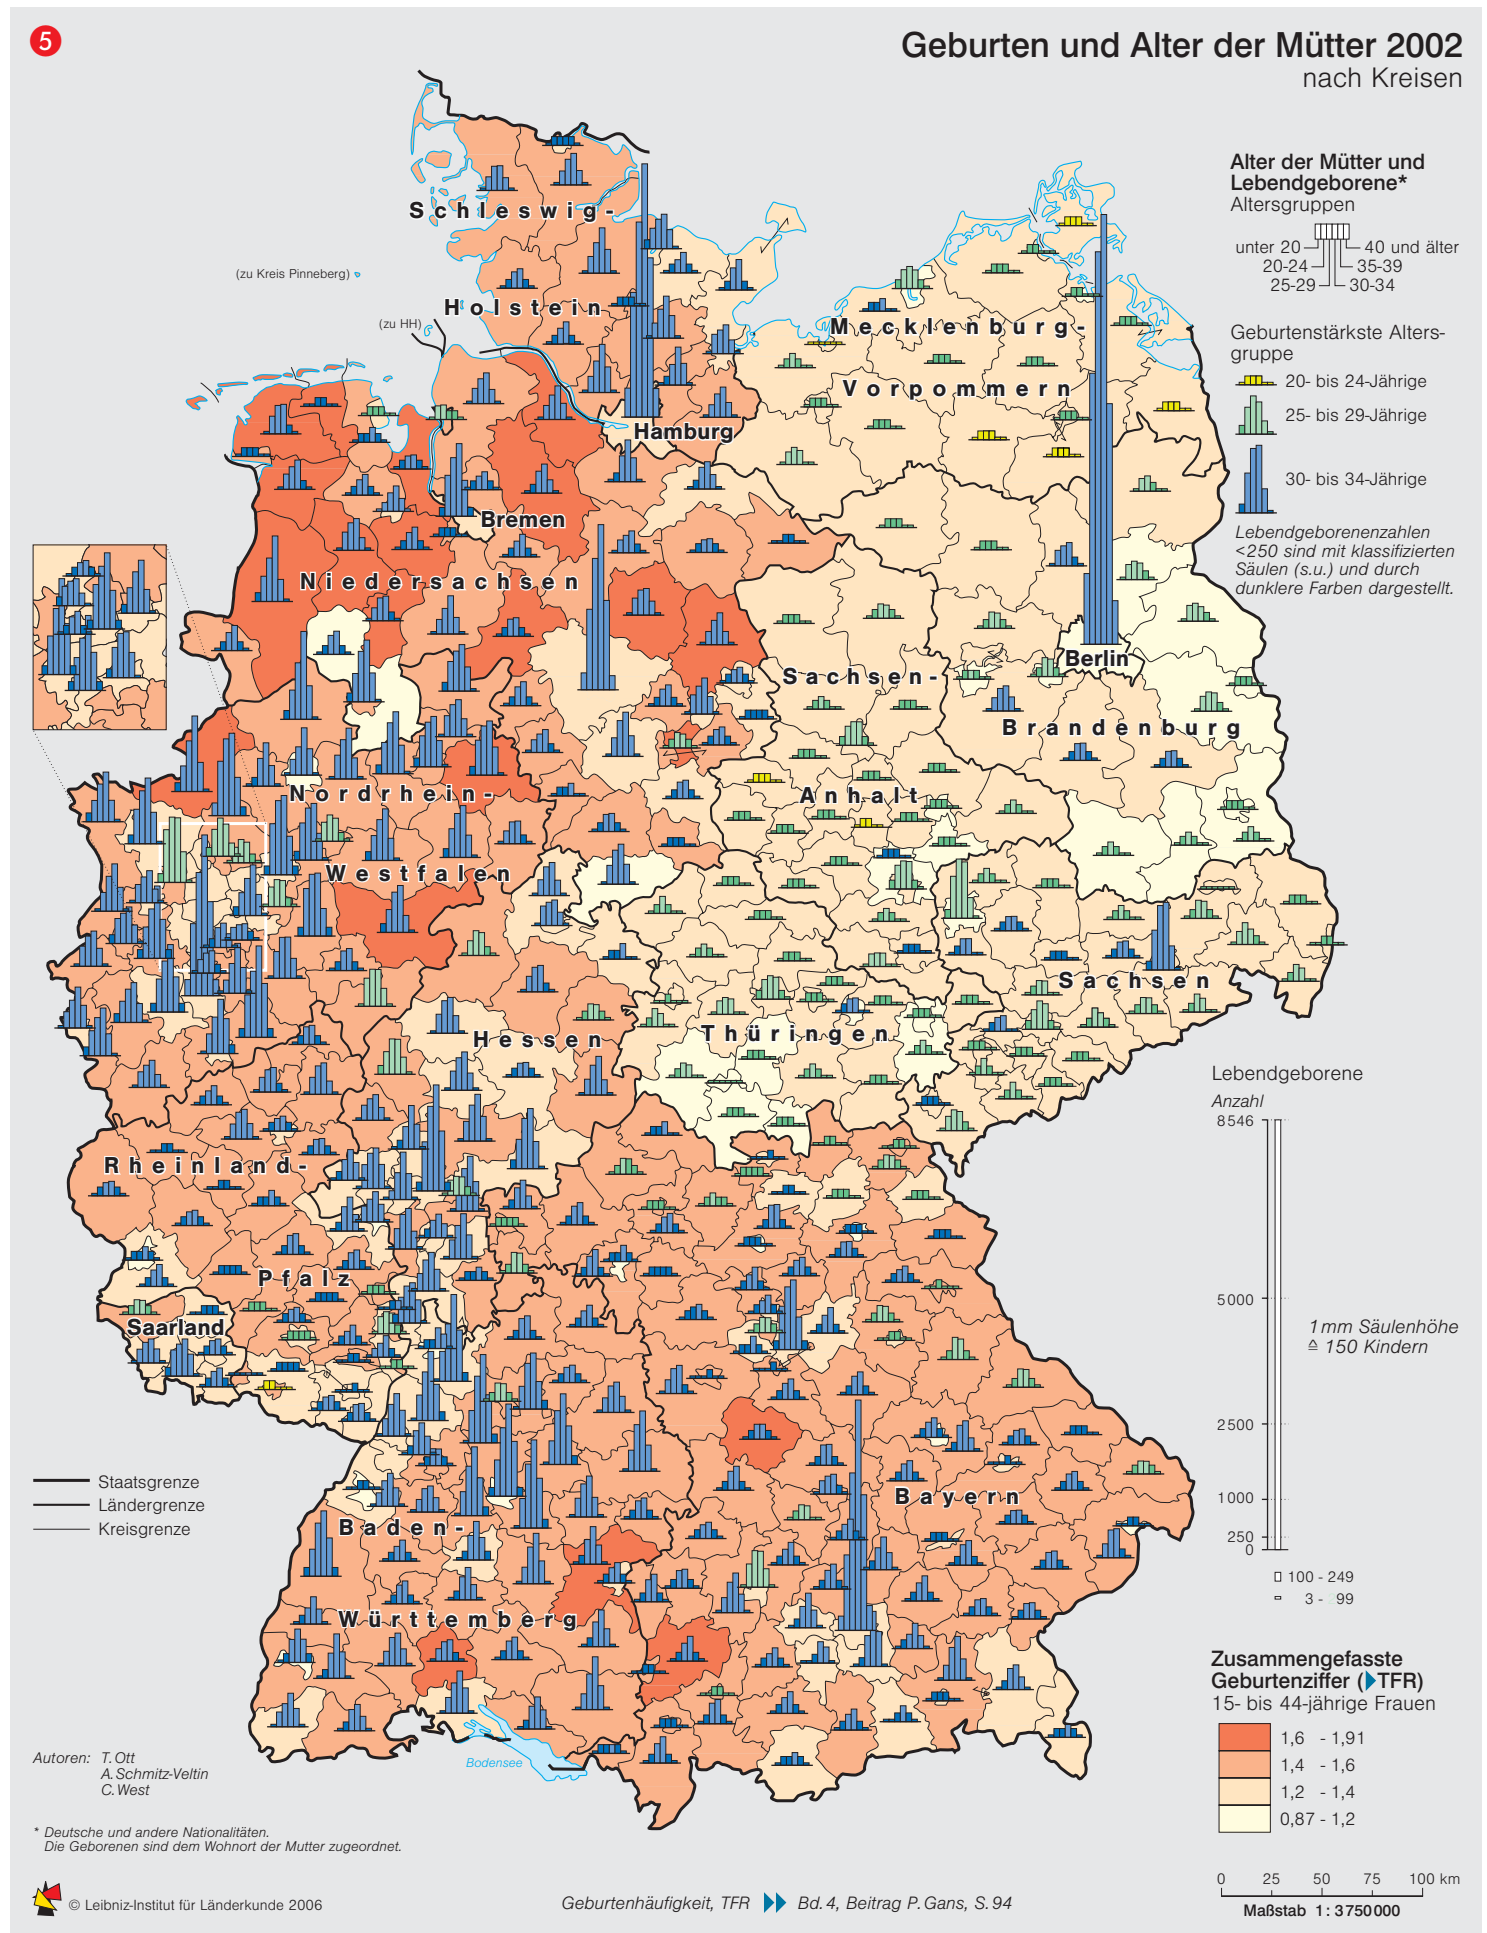 5
Geburten und Alter der Mütter 2002
nach Kreisen
Alter der Mütter und
Lebendgeborene*
Altersgruppen
unter 20
40 und älter
20-24
35-39
25-29
30-34
Geburtenstärkste Alters-
gruppe
20- bis 24-Jährige
25- bis 29-Jährige
30- bis 34-Jährige
Lebendgeborenenzahlen
<250 sind mit klassifizierten
Säulen (s.u.) und durch
dunklere Farben dargestellt.
Schleswig-
(zu Kreis Pinneberg)
Holstein
(zu HH)
Mecklenburg-
Vorpommern
Hamburg
Bremen
Niedersachsen
Berlin
Sachsen-
Brandenburg
Nordrhein-
Anhalt
Westfalen
Sachsen
Thüringen
Hessen
Rheinland-
Pfalz
Saarland
Bayern
Baden-
Württemberg
Bodensee
Lebendgeborene
Anzahl
8546
5000
1mm Säulenhöhe
≙ 150 Kindern
2500
1000
250
0
100 - 249
3 - 99
Staatsgrenze
Ländergrenze
Kreisgrenze
Zusammengefasste
Geburtenziffer (▶TFR)
15- bis 44-jährige Frauen
1,6 - 1,91
1,4 - 1,6
1,2 - 1,4
0,87 - 1,2
Autoren: T. Ott
A. Schmitz-Veltin
C. West
* Deutsche und andere Nationalitäten.
Die Geborenen sind dem Wohnort der Mutter zugeordnet.
© Leibniz-Institut für Länderkunde 2006
Geburtenhäufigkeit, TFR ▶▶ Bd. 4, Beitrag P. Gans, S. 94
0 25 50 75 100 km
Maßstab 1 : 3750000